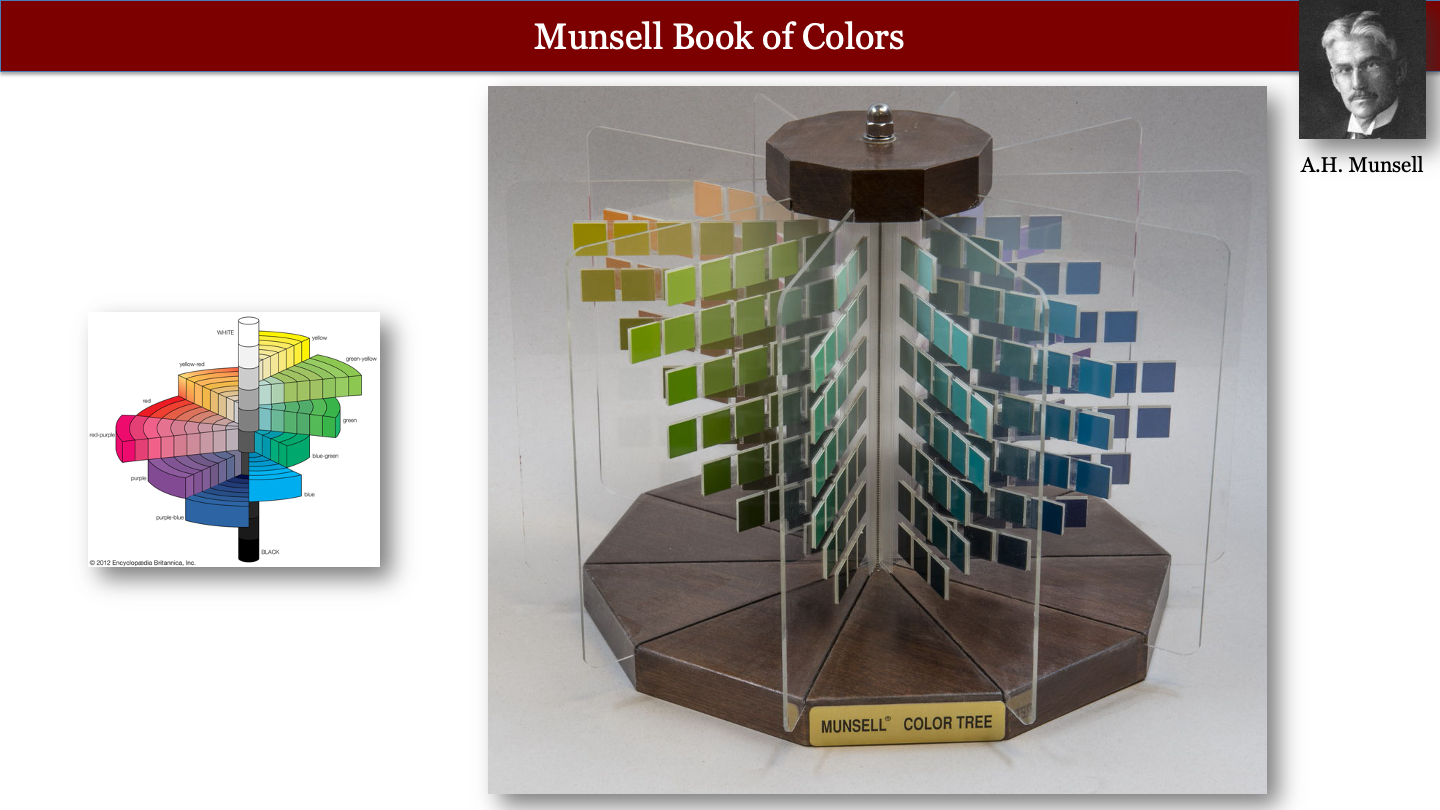 Munsell Book of Colors
A.H. Munsell
WHITE
yellow
green-yellow
yellow-red
red
green
red-purple
blue-green
purple
blue
purple-blue
BLACK
© 2012 Encyclopædia Britannica, Inc.
MUNSELL® COLOR TREE